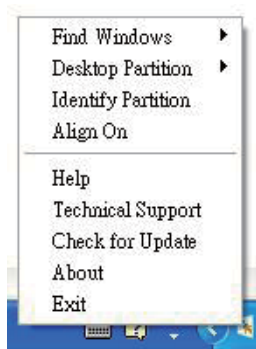 Find Windows
Desktop Partition
Identify Partition
Align On
Help
Technical Support
Check for Update
About
Exit